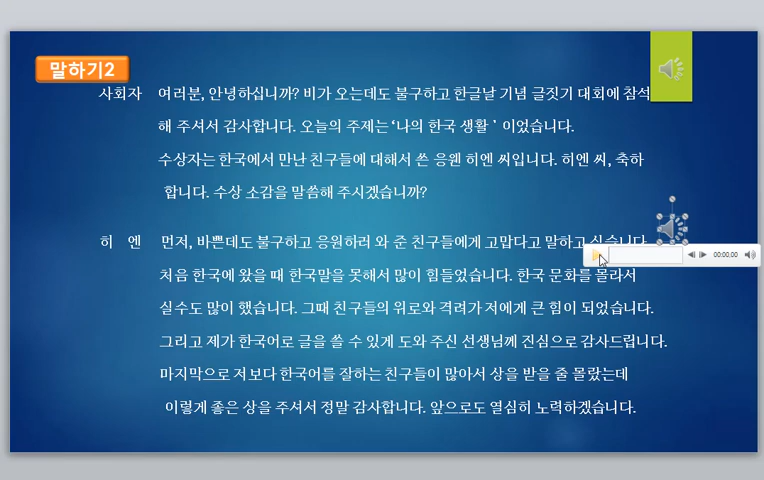 말하기2
사회자 여러분, 안녕하십니까? 비가 오는데도 불구하고 한글날 기념 글짓기 대회에 참석
해 주셔서 감사합니다. 오늘의 주제는 ‘나의 한국 생활 ’ 이었습니다.
수상자는 한국에서 만난 친구들에 대해서 쓴 응웬 히엔 씨입니다. 히엔 씨, 축하
합니다. 수상 소감을 말씀해 주시겠습니까?
히 엔 먼저, 바쁜데도 불구하고 응원하러 와 준 친구들에게 고맙다고 말하고 싶습니다.
00:00.00
처음 한국에 왔을 때 한국말을 못해서 많이 힘들었습니다. 한국 문화를 몰라서
실수도 많이 했습니다. 그때 친구들의 위로와 격려가 저에게 큰 힘이 되었습니다.
그리고 제가 한국어로 글을 쓸 수 있게 도와 주신 선생님께 진심으로 감사드립니다.
마지막으로 저보다 한국어를 잘하는 친구들이 많아서 상을 받을 줄 몰랐는데
이렇게 좋은 상을 주셔서 정말 감사합니다. 앞으로도 열심히 노력하겠습니다.